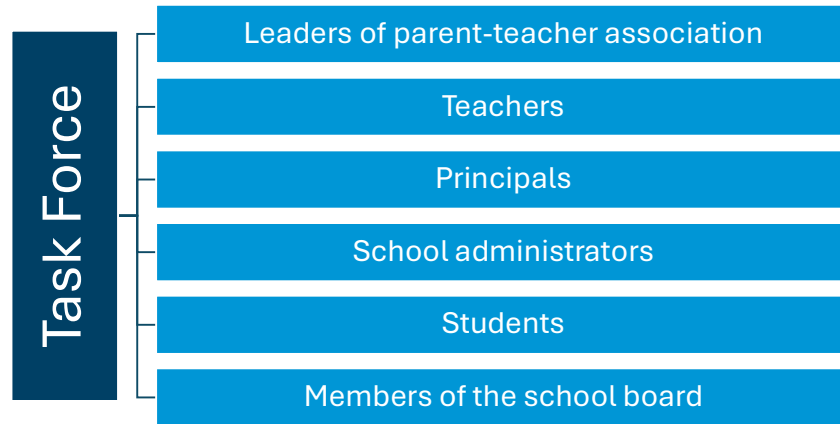 Task Force
Leaders of parent-teacher association
Teachers
Principals
School administrators
Students
Members of the school board